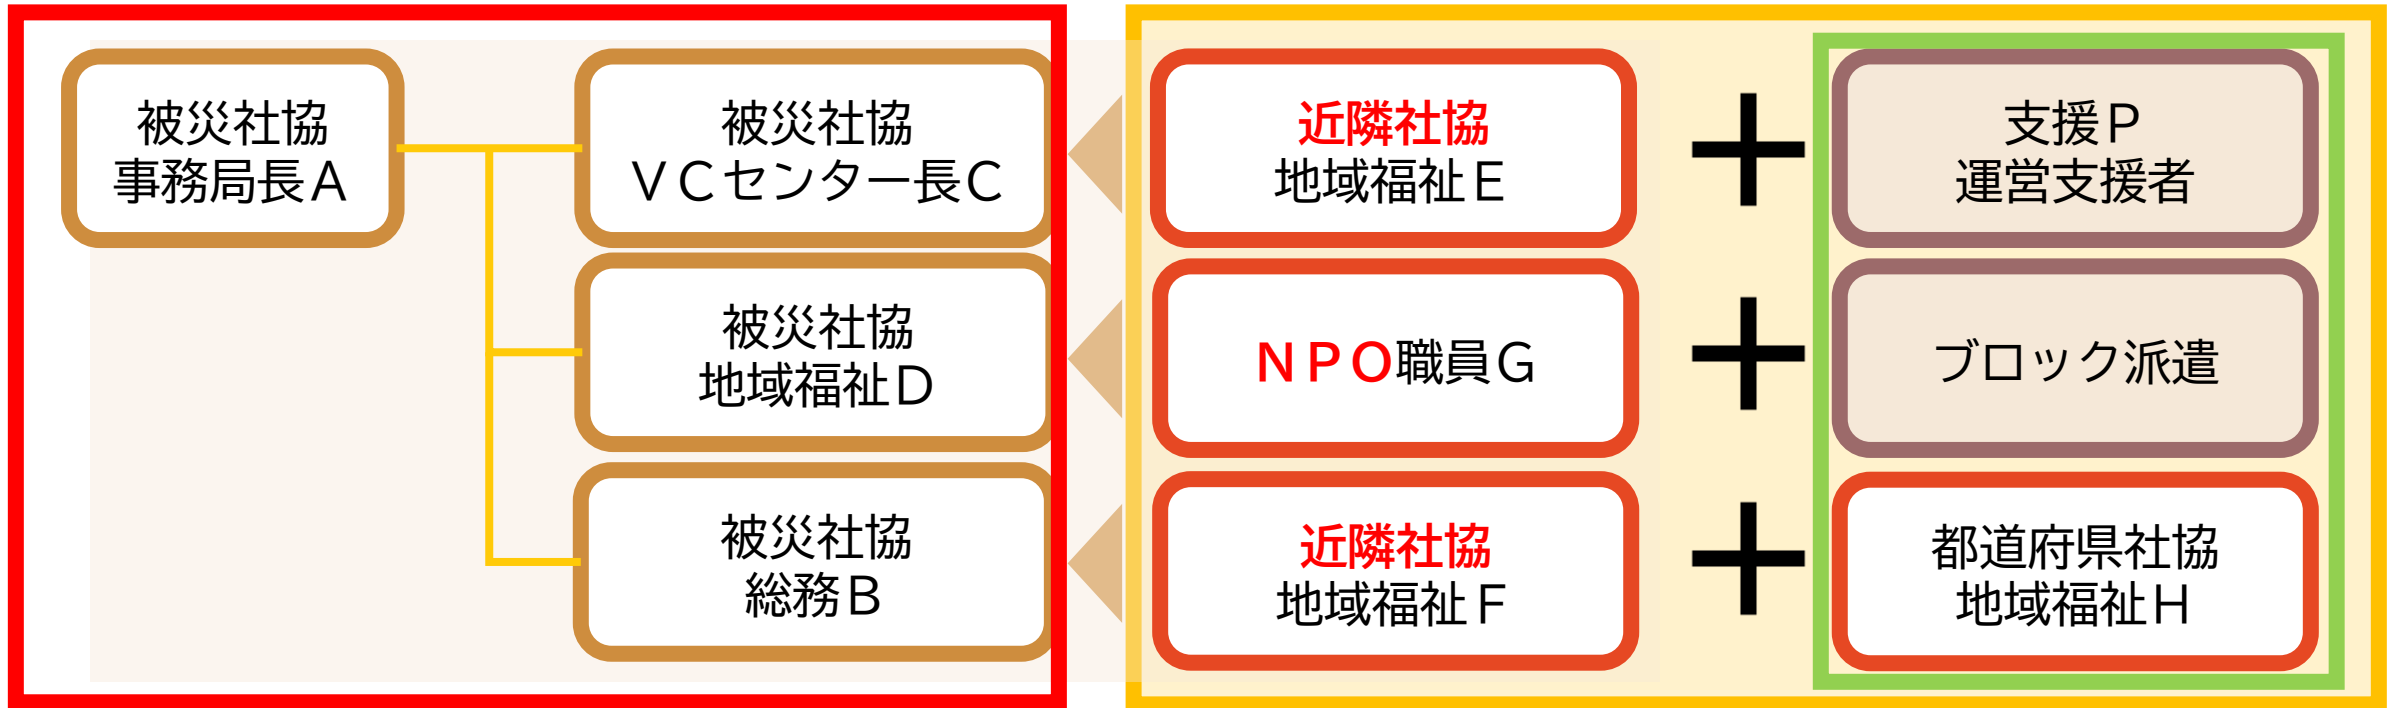 被災社協
事務局長A
被災社協
VCセンター長C
近隣社協
地域福祉E
+
支援P
運営支援者
被災社協
地域福祉D
NPO職員G
+
ブロック派遣
被災社協
総務B
近隣社協
地域福祉F
+
都道府県社協
地域福祉H